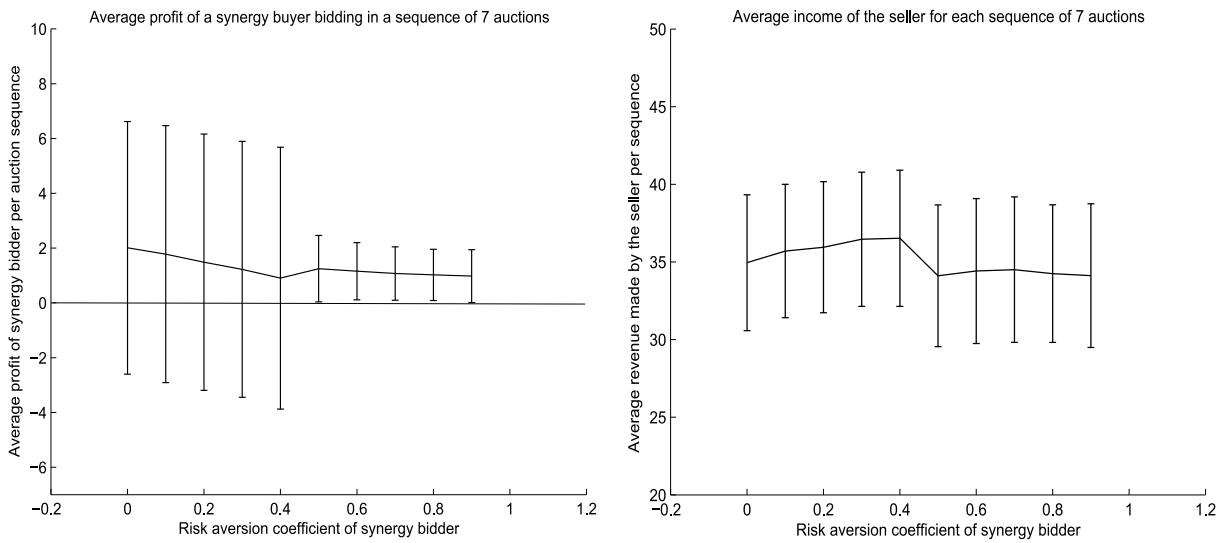 Average profit of a synergy buyer bidding in a sequence of 7 auctions
Average profit of synergy bidder per auction sequence
10
8
6
4
2
0
−2
−4
−6
−0.2 0 0.2 0.4 0.6 0.8 1 1.2
Risk aversion coefficient of synergy bidder
Average income of the seller for each sequence of 7 auctions
Average revenue made by the seller per sequence
50
45
40
35
30
25
20
−0.2 0 0.2 0.4 0.6 0.8 1 1.2
Risk aversion coefficient of synergy bidder